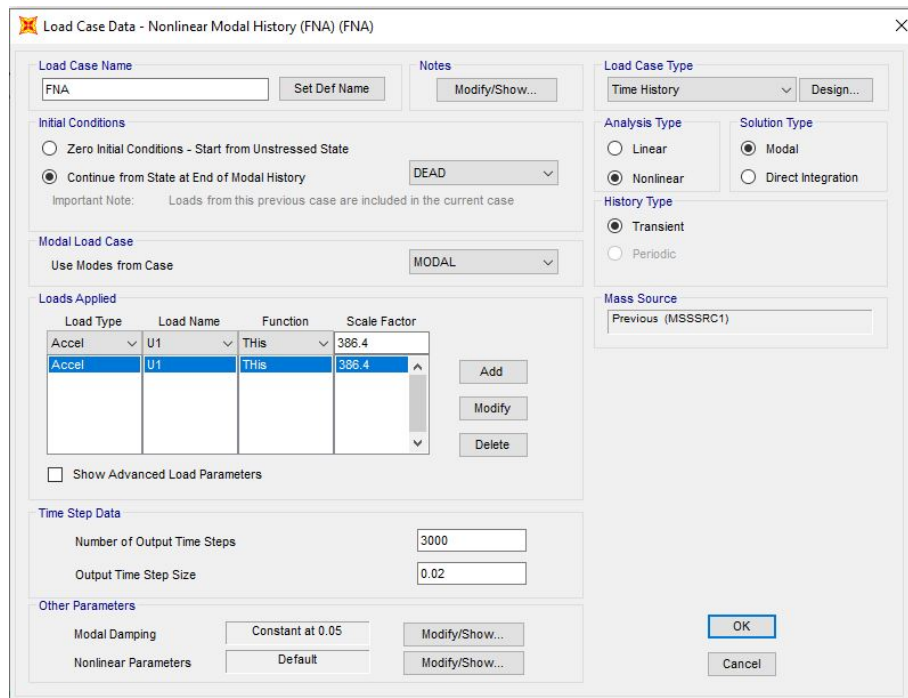 Load Case Data - Nonlinear Modal History (FNA) (FNA)
Load Case Name
FNA
Set Def Name
Notes
Modify/Show...
Load Case Type
Time History
Design...
Initial Conditions
Zero Initial Conditions - Start from Unstressed State
Continue from State at End of Modal History
DEAD
Important Note: Loads from this previous case are included in the current case
Analysis Type
Linear
Nonlinear
Solution Type
Modal
Direct Integration
History Type
Transient
Periodic
Modal Load Case
Use Modes from Case
MODAL
Mass Source
Previous (MSSSRC1)
Loads Applied
Load Type Load Name Function Scale Factor
Accel U1 THis 386.4
Accel U1 THis 386.4
Add
Modify
Delete
Show Advanced Load Parameters
Time Step Data
Number of Output Time Steps 3000
Output Time Step Size 0.02
Other Parameters
Modal Damping Constant at 0.05 Modify/Show...
Nonlinear Parameters Default Modify/Show...
OK
Cancel